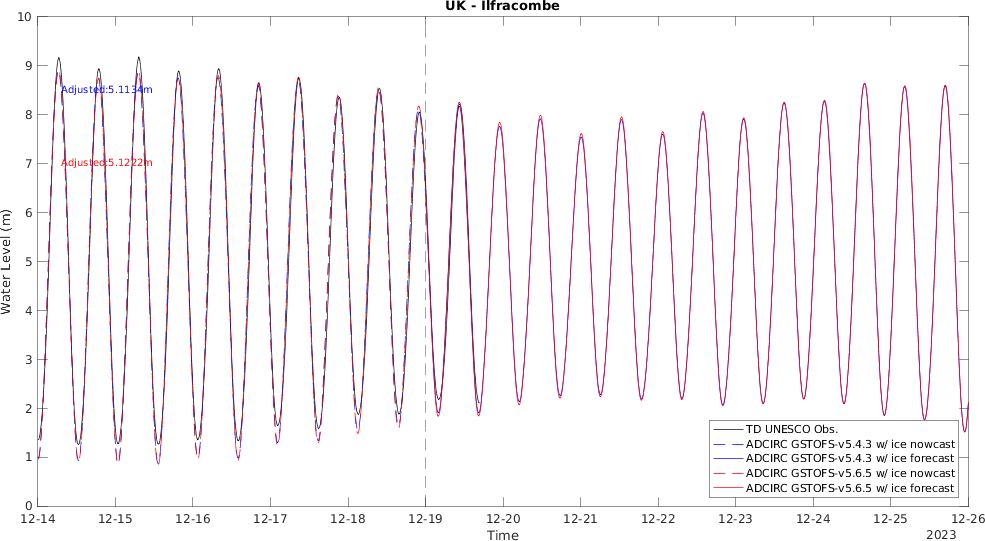 UK - Ilfracombe
10
9
8
7
6
5
4
3
2
1
0
Water Level (m)
Adjusted:5.1134m
Adjusted:5.1222m
TD UNESCO Obs.
ADCIRC GSTOFS-v5.4.3 w/ ice nowcast
ADCIRC GSTOFS-v5.4.3 w/ ice forecast
ADCIRC GSTOFS-v5.6.5 w/ ice nowcast
ADCIRC GSTOFS-v5.6.5 w/ ice forecast
12-14 12-15 12-16 12-17 12-18 12-19 12-20 12-21 12-22 12-23 12-24 12-25 12-26
Time
2023